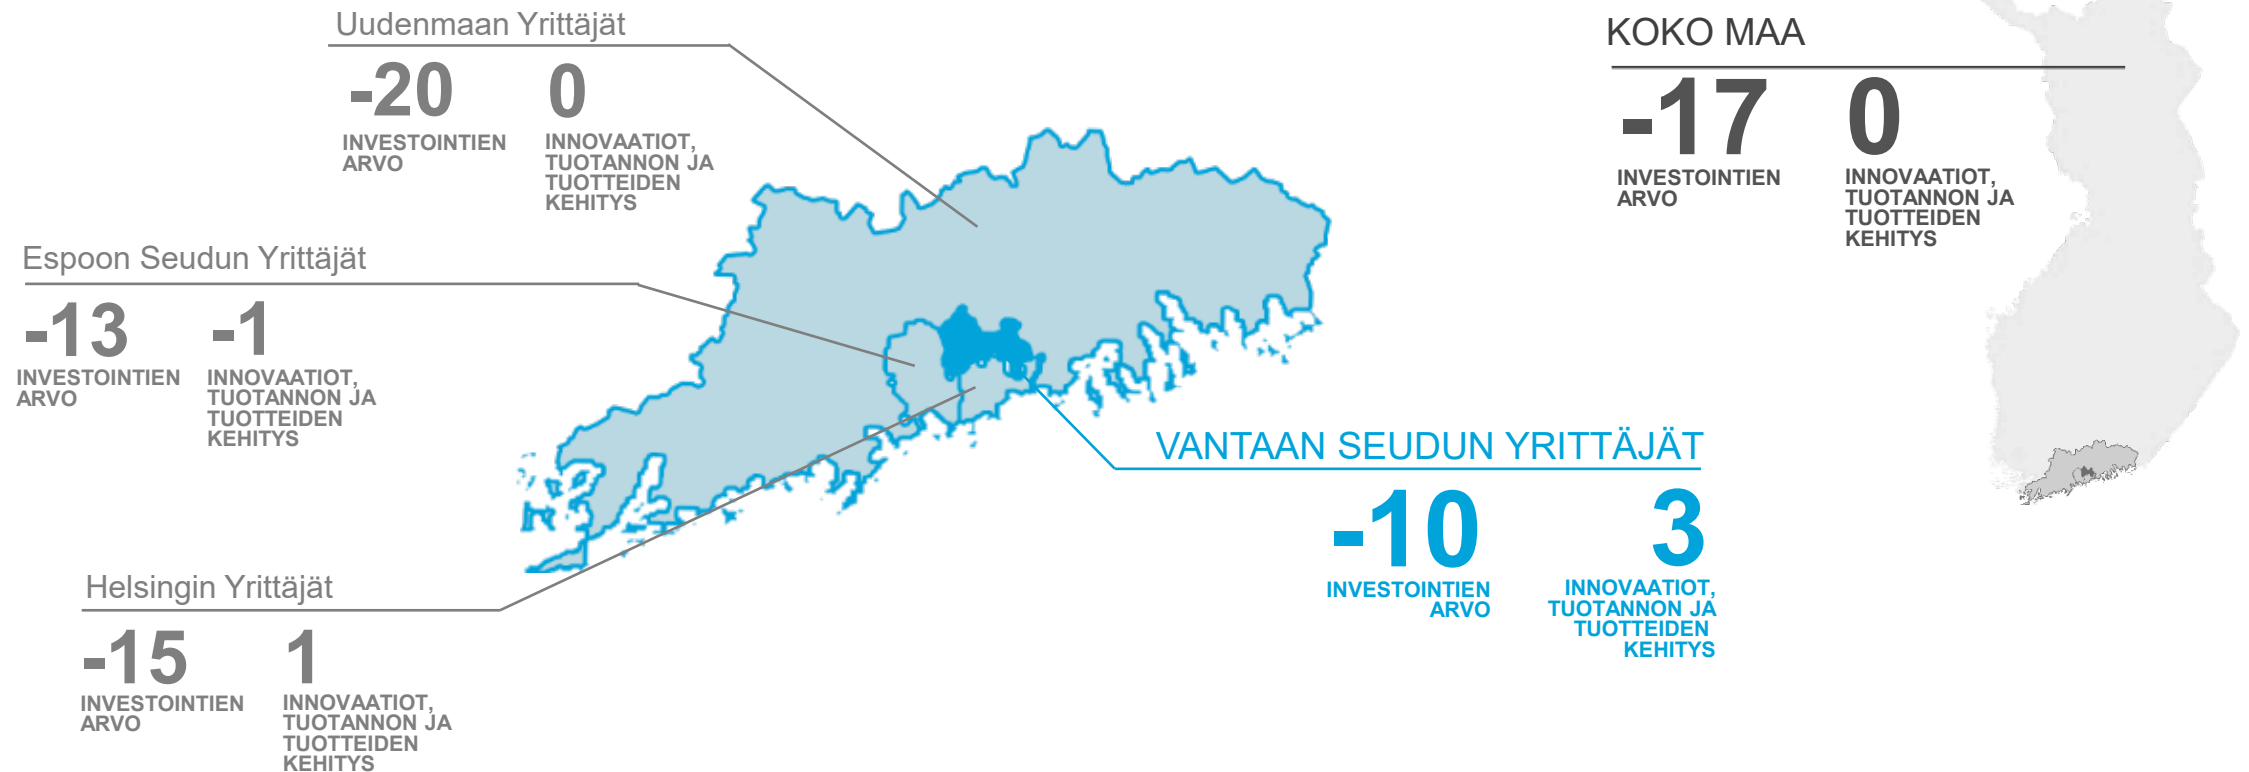 Uudenmaan Yrittäjät
-20
INVESTOINTIEN
ARVO
0
INNOVAATIOT,
TUOTANNON JA
TUOTTEIDEN
KEHITYS
KOKO MAA
-17
INVESTOINTIEN
ARVO
0
INNOVAATIOT,
TUOTANNON JA
TUOTTEIDEN
KEHITYS
Espoon Seudun Yrittäjät
-13
INVESTOINTIEN
ARVO
-1
INNOVAATIOT,
TUOTANNON JA
TUOTTEIDEN
KEHITYS
VANTAAN SEUDUN YRITTÄJÄT
-10
INVESTOINTIEN
ARVO
3
INNOVAATIOT,
TUOTANNON JA
TUOTTEIDEN
KEHITYS
Helsingin Yrittäjät
-15
INVESTOINTIEN
ARVO
1
INNOVAATIOT,
TUOTANNON JA
TUOTTEIDEN
KEHITYS